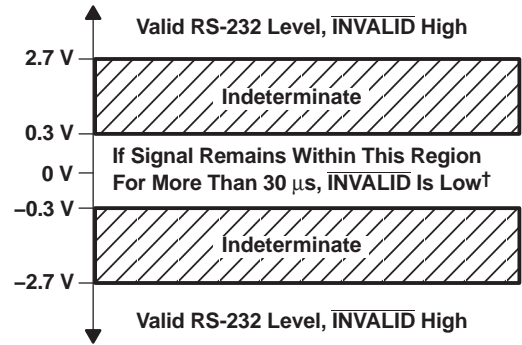 Valid RS-232 Level, INVALID High
2.7 V
Indeterminate
0.3 V
If Signal Remains Within This Region
0 V
For More Than 30 μs, INVALID Is Low†
–0.3 V
Indeterminate
–2.7 V
Valid RS-232 Level, INVALID High